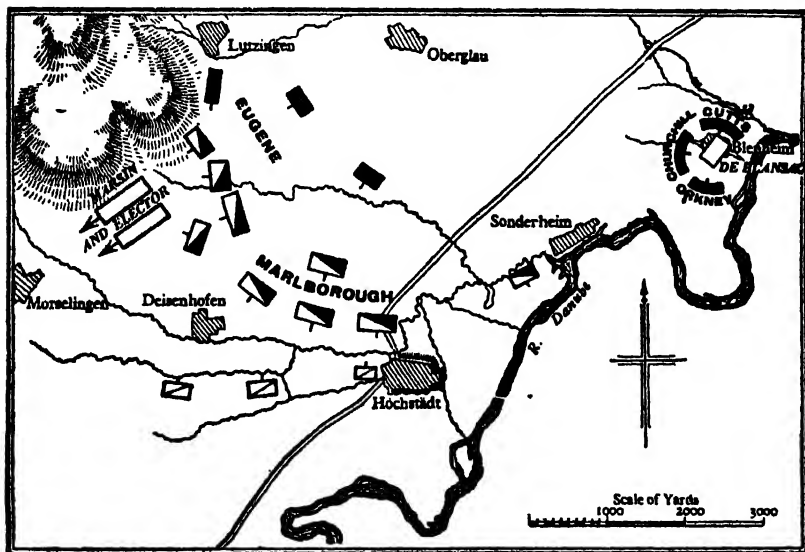 Lutzingen
Oberglau
EUGENE
CHURCHILL
CUTTS
Blenheim
DE BLANSAC
ORKNEY
MARSIN
AND ELECTOR
Sonderheim
MARLBOROUGH
Morselingen
Deisenhofen
R. Danube
Höchstädt
Scale of Yards
1000 2000 3000